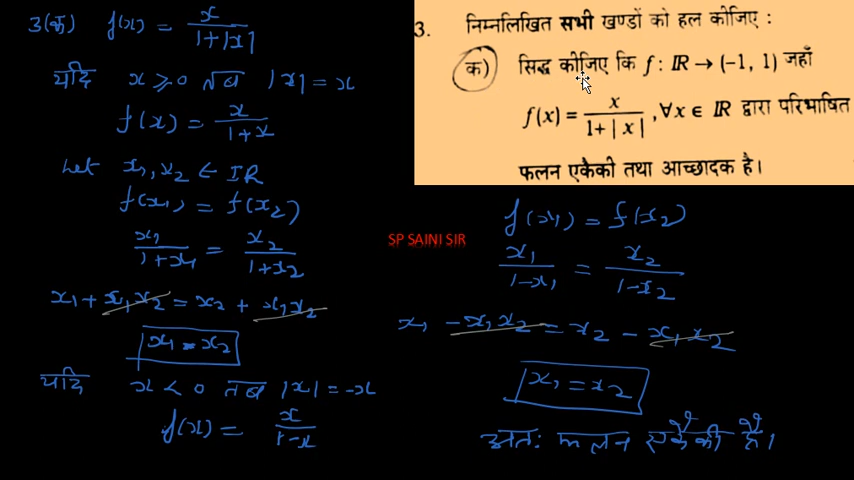 3(क) f(x) = x/(1+|x|)
यदि x ≥ 0 तब |x| = x
f(x) = x/(1+x)
Let x₁, x₂ ∈ IR
f(x₁) = f(x₂)
x₁/(1+x₁) = x₂/(1+x₂)
x₁ + x₁x₂ = x₂ + x₁x₂
x₁ = x₂
यदि x < 0 तब |x| = -x
f(x) = x/(1-x)
3. निम्नलिखित सभी खण्डों को हल कीजिए :
क) सिद्ध कीजिए कि f : IR → (-1, 1) जहाँ
f(x) = x/(1+|x|), ∀x ∈ IR द्वारा परिभाषित
फलन एकैकी तथा आच्छादक है।
SP SAINI SIR
f(x₁) = f(x₂)
x₁/(1-x₁) = x₂/(1-x₂)
x₁ - x₁x₂ = x₂ - x₁x₂
x₁ = x₂
अतः फलन एकैकी है।